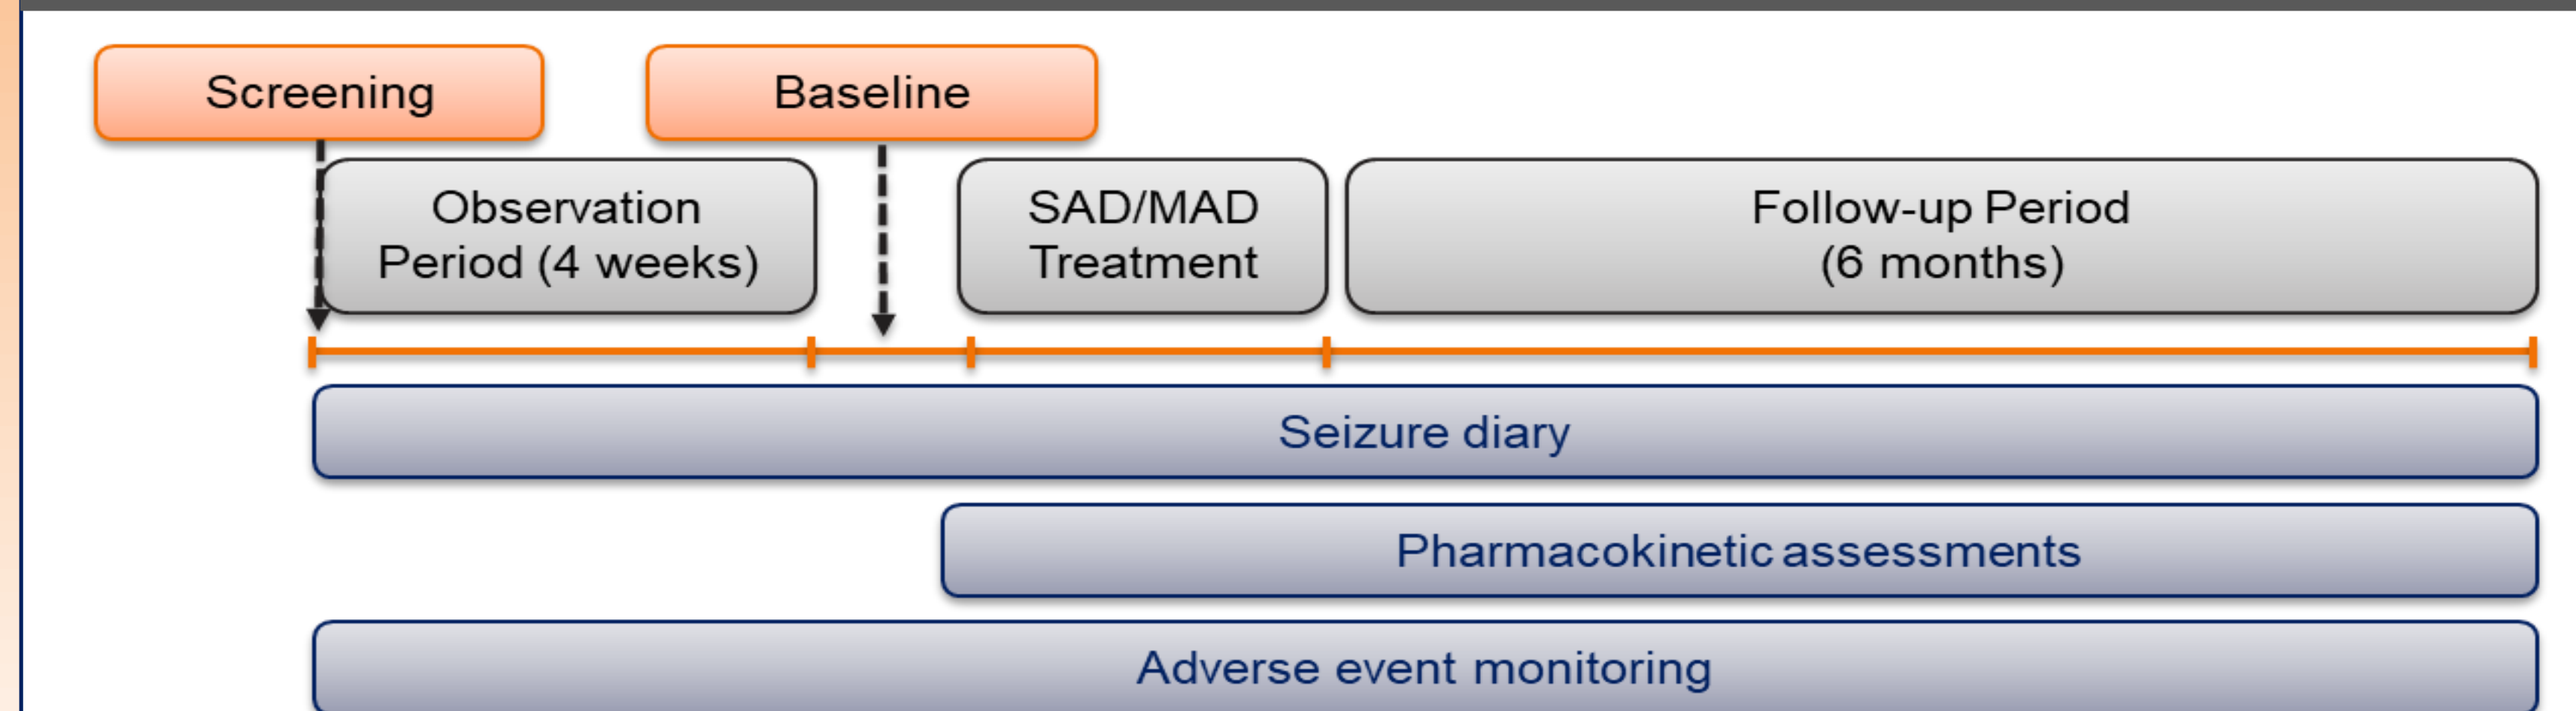 Screening
Baseline
Observation
Period (4 weeks)
SAD/MAD
Treatment
Follow-up Period
(6 months)
Seizure diary
Pharmacokinetic assessments
Adverse event monitoring